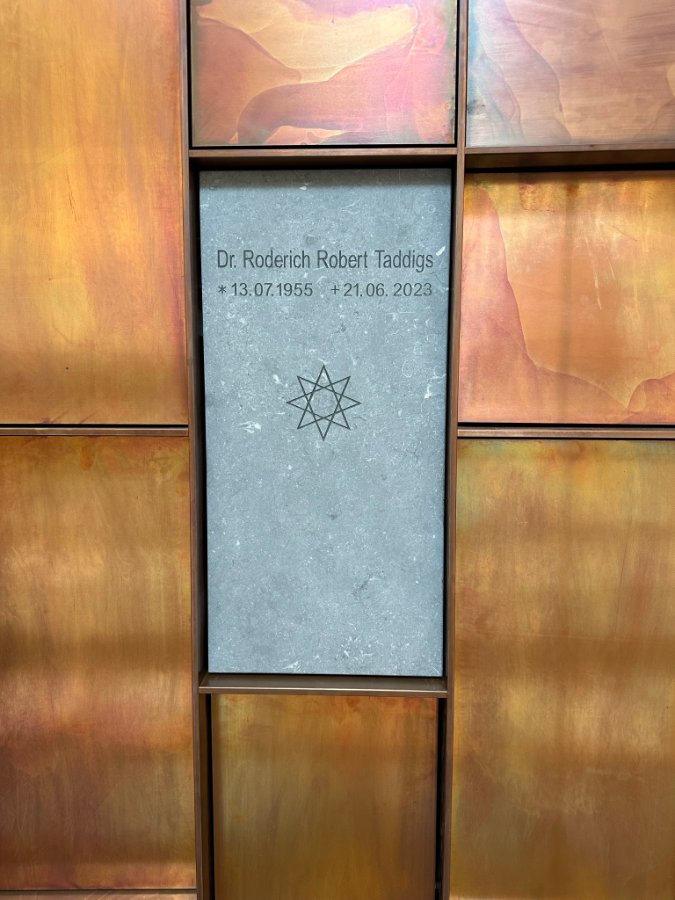 Dr. Roderich Robert Taddigs
* 13.07.1955 + 21.06.2023